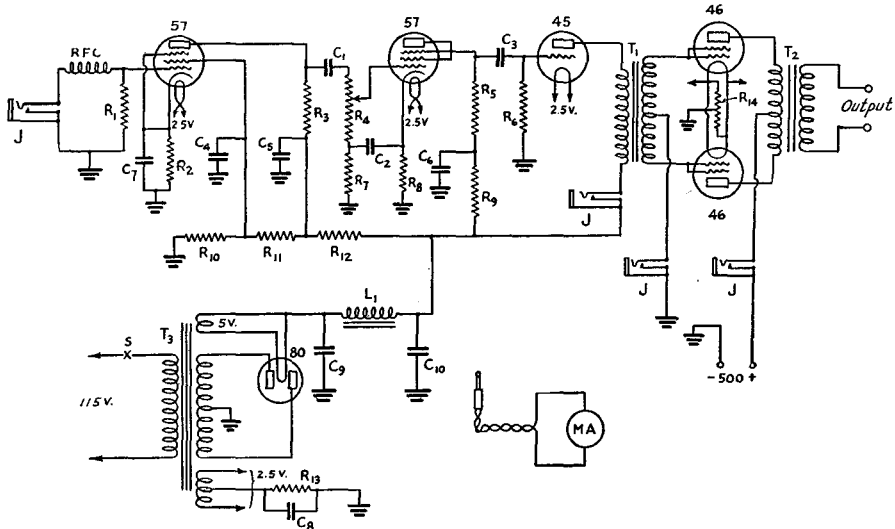 57
57
45
46
RFC
C1
C3
T1
T2
R1
2.5V
R3
R4
2.5V.
R5
R6
2.5V.
R14
Output
J
C7
R2
C4
C5
C2
R7
R8
C6
R9
J
46
R10
R11
R12
J
J
L1
T3
5V.
S
80
C9
C10
- 500 +
115V.
MA
2.5V.
R13
C8